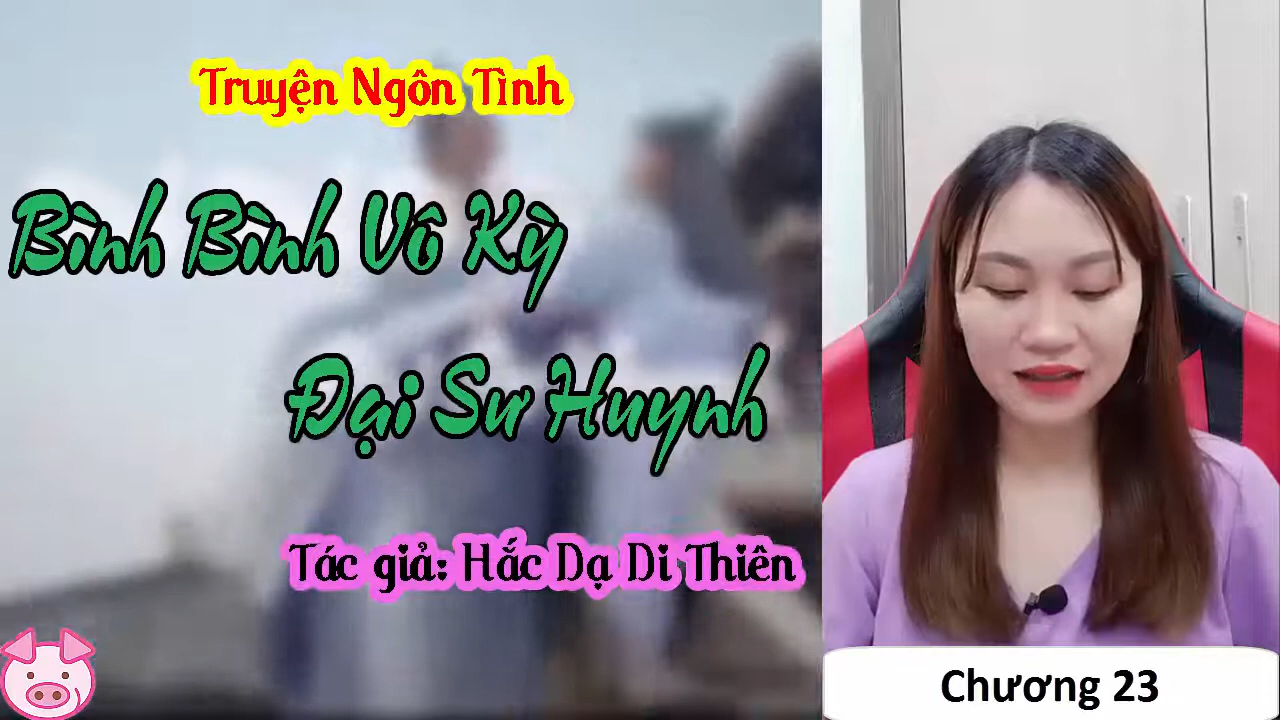 Truyện Ngôn Tình
Bình Bình Vô Kỳ
Đại Sư Huynh
Tác giả: Hắc Dạ Di Thiên
Chương 23